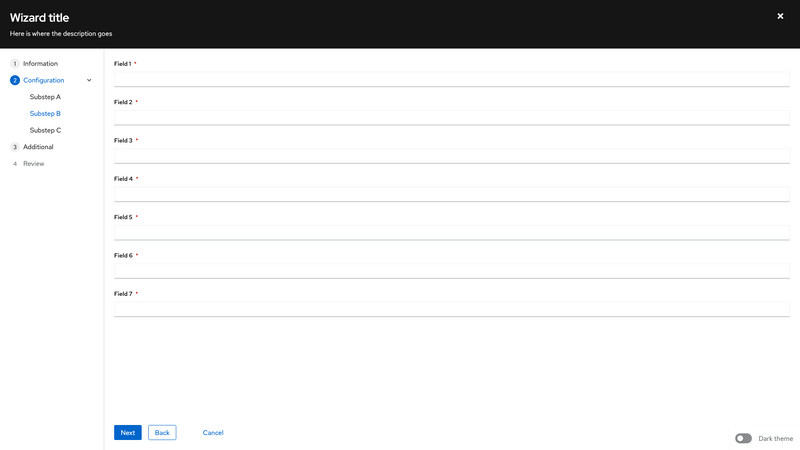 Wizard title
Here is where the description goes
1 Information
2 Configuration
Substep A
Substep B
Substep C
3 Additional
4 Review
Field 1 *
Field 2 *
Field 3 *
Field 4 *
Field 5 *
Field 6 *
Field 7 *
Next Back Cancel
Dark theme